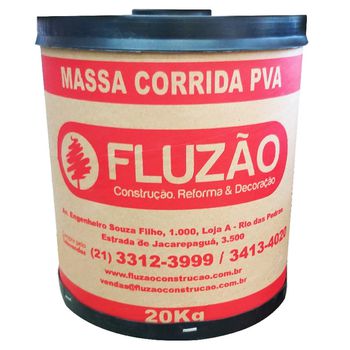 MASSA CORRIDA PVA
FLUZÃO
Construção, Reforma & Decoração
Av. Engenheiro Souza Filho, 1.000, Loja A - Rio das Pedras
Estrada de Jacarepaguá, 3.500
(21) 3312-3999 / 3413-4020
www.fluzaoconstrucao.com.br
vendas@fluzaoconstrucao.com.br
20Kg